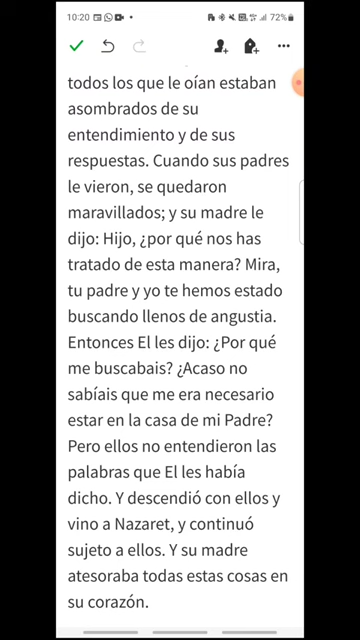 10:20
72%
todos los que le oían estaban
asombrados de su
entendimiento y de sus
respuestas. Cuando sus padres
le vieron, se quedaron
maravillados; y su madre le
dijo: Hijo, ¿por qué nos has
tratado de esta manera? Mira,
tu padre y yo te hemos estado
buscando llenos de angustia.
Entonces El les dijo: ¿Por qué
me buscabais? ¿Acaso no
sabíais que me era necesario
estar en la casa de mi Padre?
Pero ellos no entendieron las
palabras que El les había
dicho. Y descendió con ellos y
vino a Nazaret, y continuó
sujeto a ellos. Y su madre
atesoraba todas estas cosas en
su corazón.